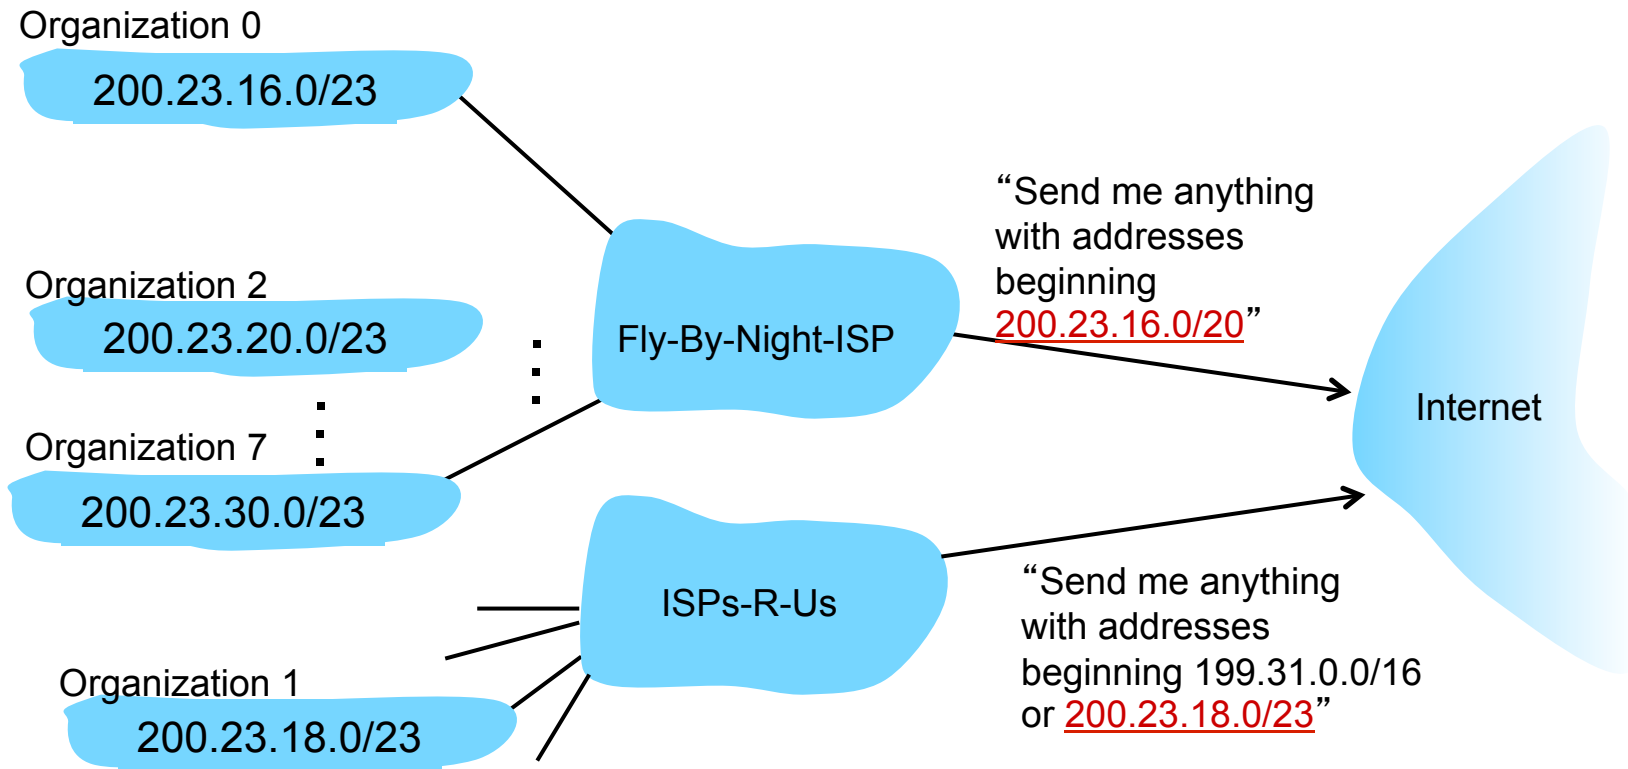 Organization 0
200.23.16.0/23
Organization 2
200.23.20.0/23
Organization 7
200.23.30.0/23
Organization 1
200.23.18.0/23
Fly-By-Night-ISP
ISPs-R-Us
“Send me anything
with addresses
beginning
200.23.16.0/20”
“Send me anything
with addresses
beginning 199.31.0.0/16
or 200.23.18.0/23”
Internet